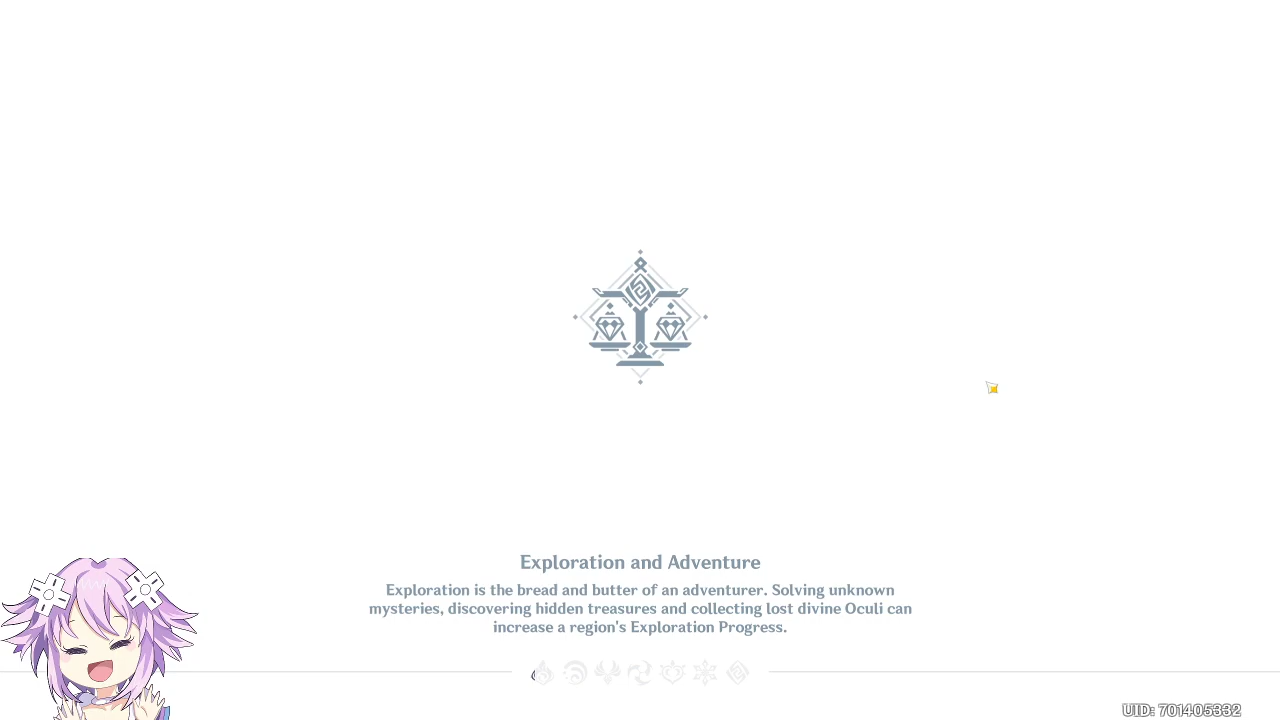 Exploration and Adventure
Exploration is the bread and butter of an adventurer. Solving unknown
mysteries, discovering hidden treasures and collecting lost divine Oculi can
increase a region's Exploration Progress.
UID: 701405332